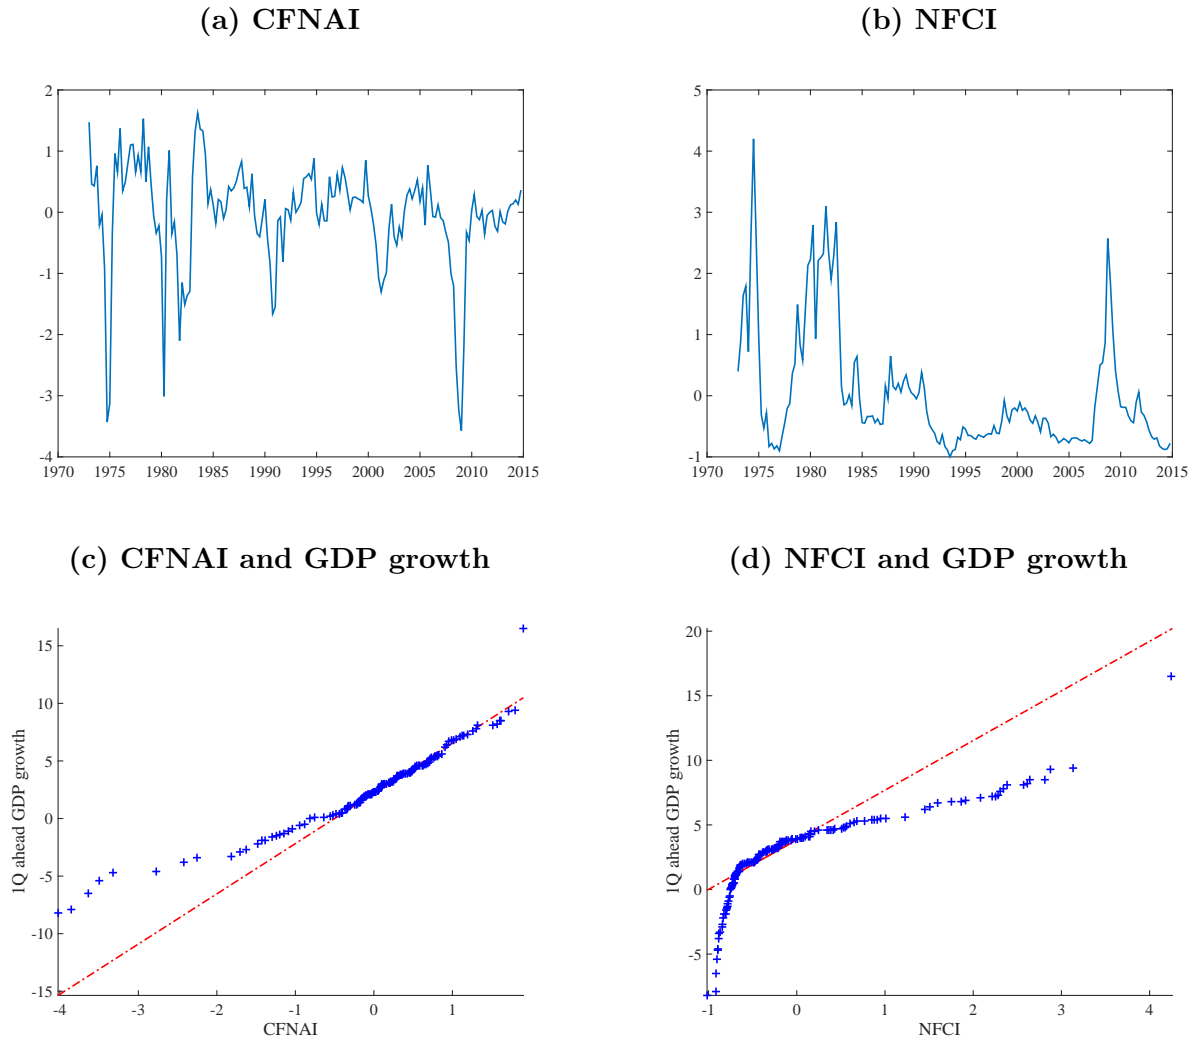 (a) CFNAI
(b) NFCI
2
1
0
-1
-2
-3
-4
1970 1975 1980 1985 1990 1995 2000 2005 2010 2015
5
4
3
2
1
0
-1
1970 1975 1980 1985 1990 1995 2000 2005 2010 2015
(c) CFNAI and GDP growth
(d) NFCI and GDP growth
1Q ahead GDP growth
15
10
5
0
-5
-10
-15
-4 -3 -2 -1 0 1
CFNAI
1Q ahead GDP growth
20
15
10
5
0
-5
-1 0 1 2 3 4
NFCI